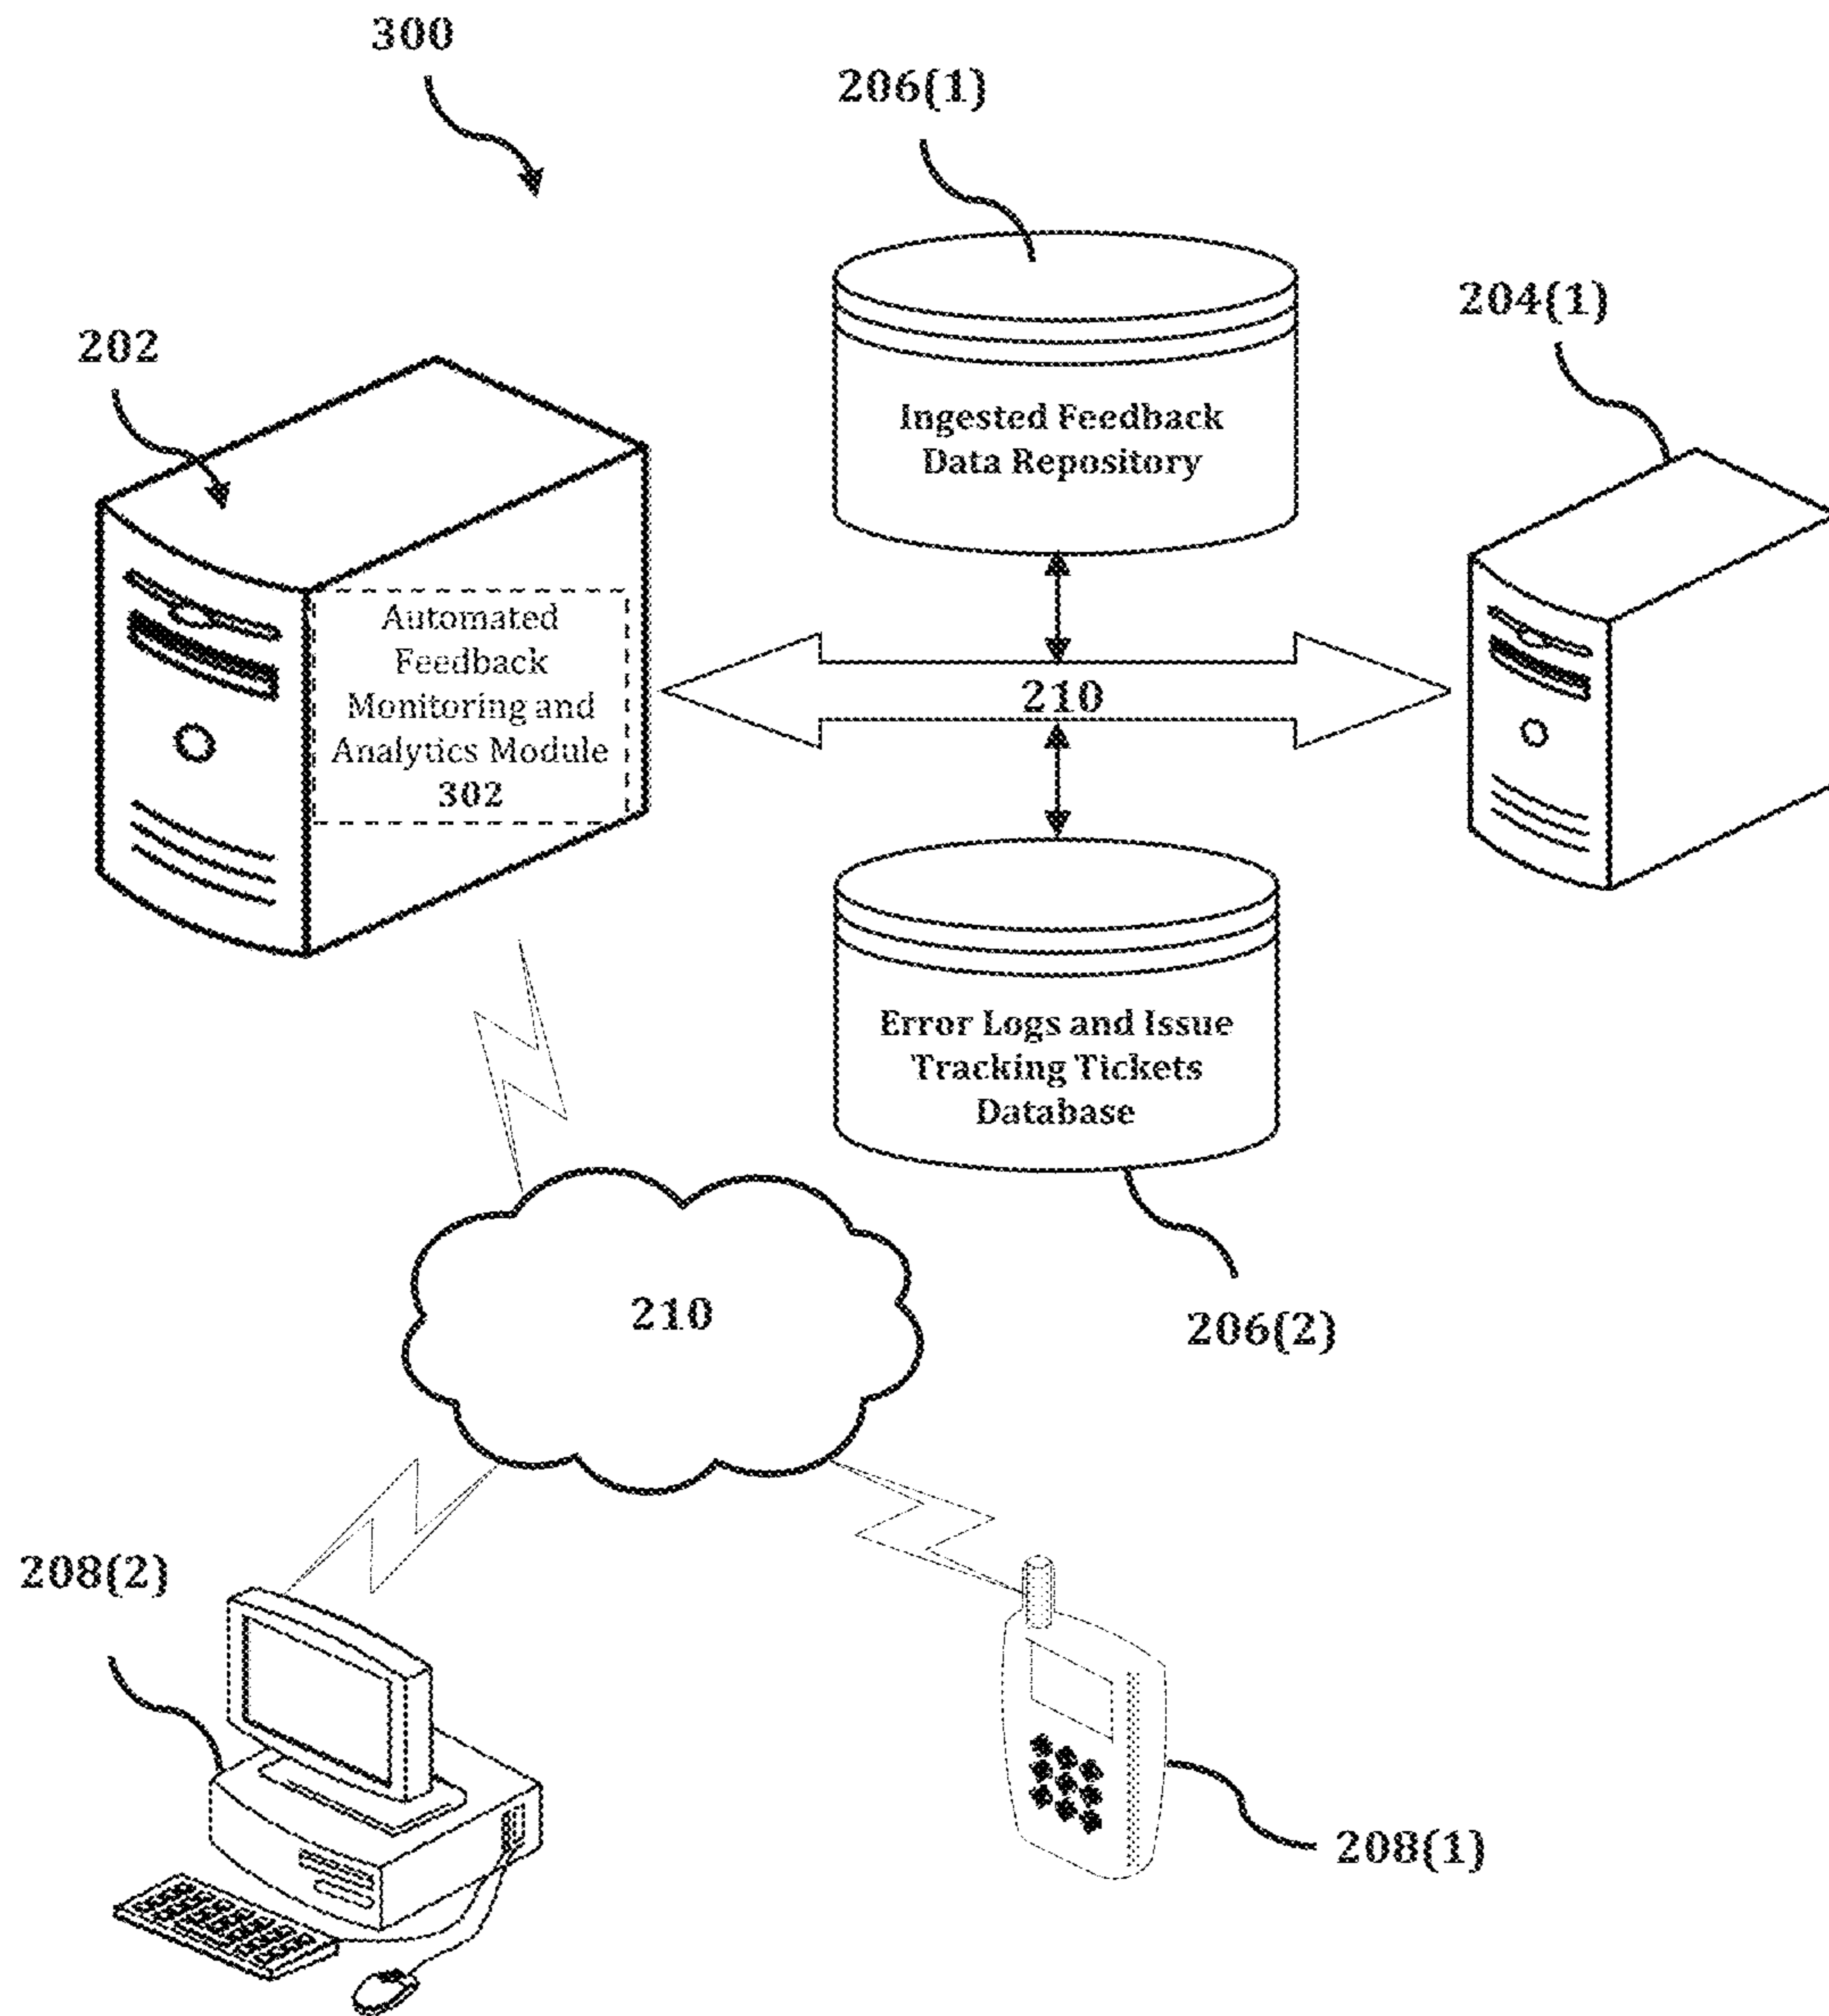 300
206(1)
204(1)
202
Ingested Feedback
Data Repository
Automated
Feedback
Monitoring and
Analytics Module
302
210
Error Logs and Issue
Tracking Tickets
Database
206(2)
210
208(2)
208(1)